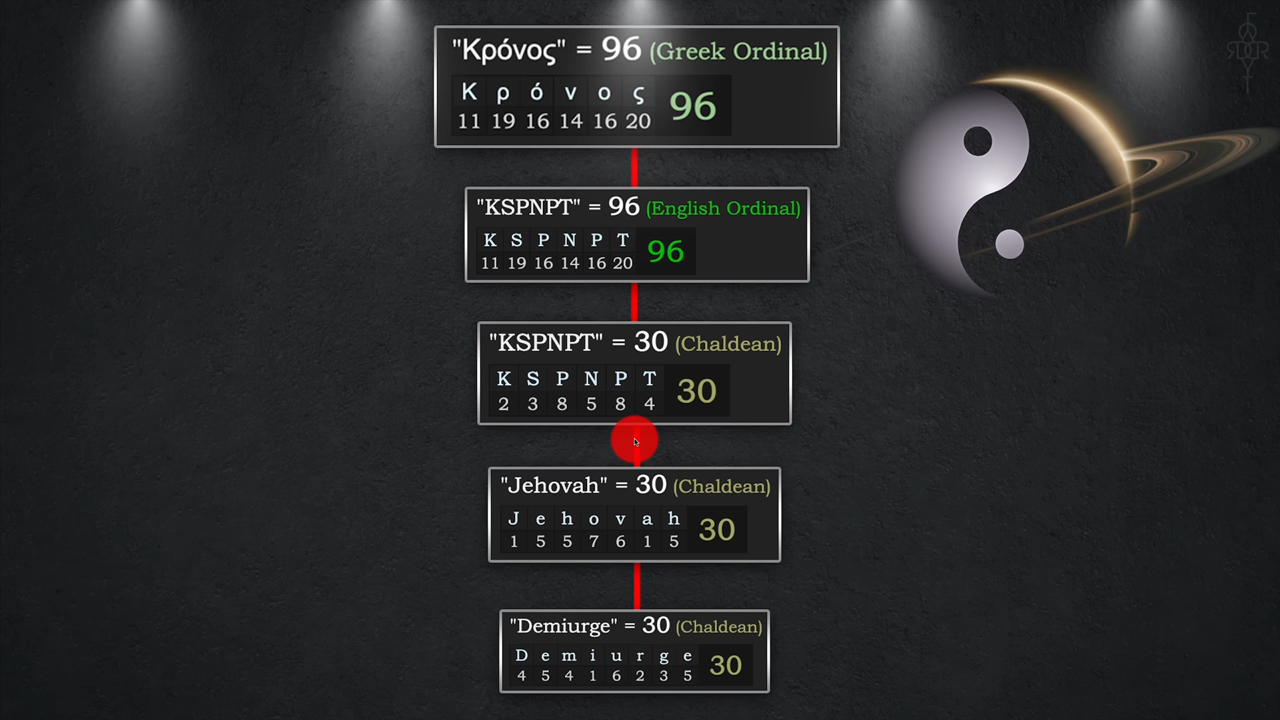 "Κρόνος" = 96 (Greek Ordinal)
Κ ρ ό ν ο ς 96
11 19 16 14 16 20
"KSPNPT" = 96 (English Ordinal)
K S P N P T 96
11 19 16 14 16 20
"KSPNPT" = 30 (Chaldean)
K S P N P T 30
2 3 8 5 8 4
"Jehovah" = 30 (Chaldean)
J e h o v a h 30
1 5 5 7 6 1 5
"Demiurge" = 30 (Chaldean)
D e m i u r g e 30
4 5 4 1 6 2 3 5